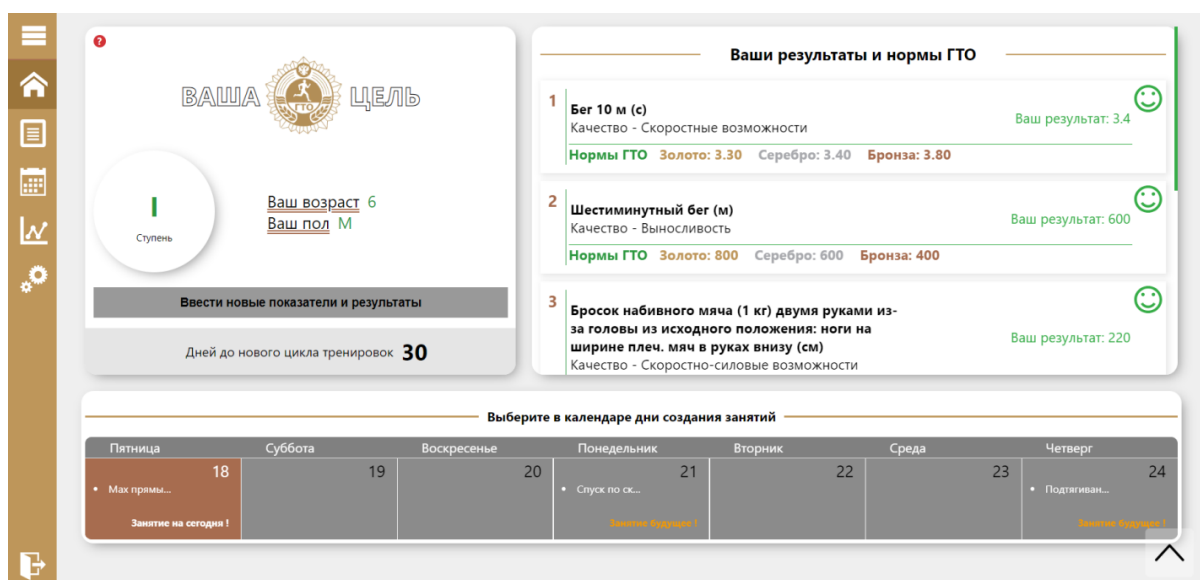 ?
ВАША ЦЕЛЬ
ГТО
I
Ступень
Ваш возраст 6
Ваш пол М
Ввести новые показатели и результаты
Дней до нового цикла тренировок 30
Ваши результаты и нормы ГТО
1
Бег 10 м (с)
Качество - Скоростные возможности
Ваш результат: 3.4
Нормы ГТО Золото: 3.30 Серебро: 3.40 Бронза: 3.80
2
Шестиминутный бег (м)
Качество - Выносливость
Ваш результат: 600
Нормы ГТО Золото: 800 Серебро: 600 Бронза: 400
3
Бросок набивного мяча (1 кг) двумя руками из-
за головы из исходного положения: ноги на
ширине плеч. мяч в руках внизу (см)
Качество - Скоростно-силовые возможности
Ваш результат: 220
Выберите в календаре дни создания занятий
Пятница Суббота Воскресенье Понедельник Вторник Среда Четверг
18 19 20 21 22 23 24
• Мах прямы... • Спуск по ск... • Подтягиван...
Занятие на сегодня ! Занятие будущее ! Занятие будущее !